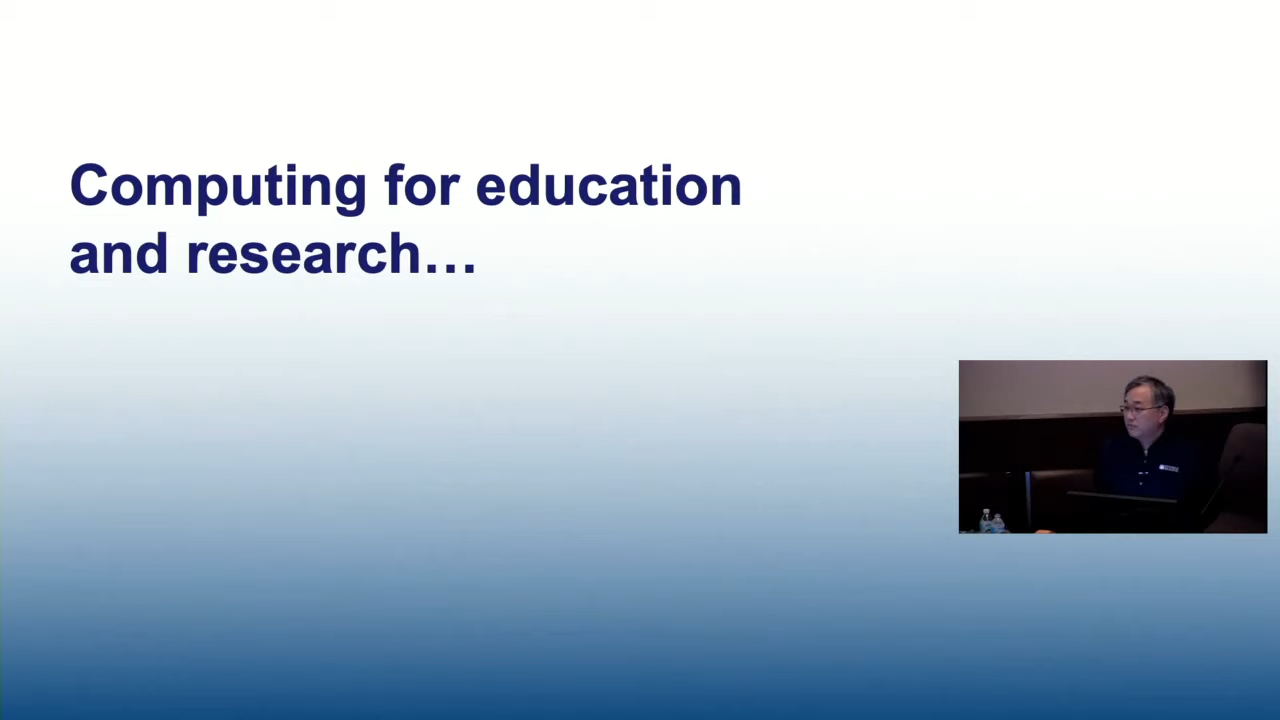 Computing for education
and research…